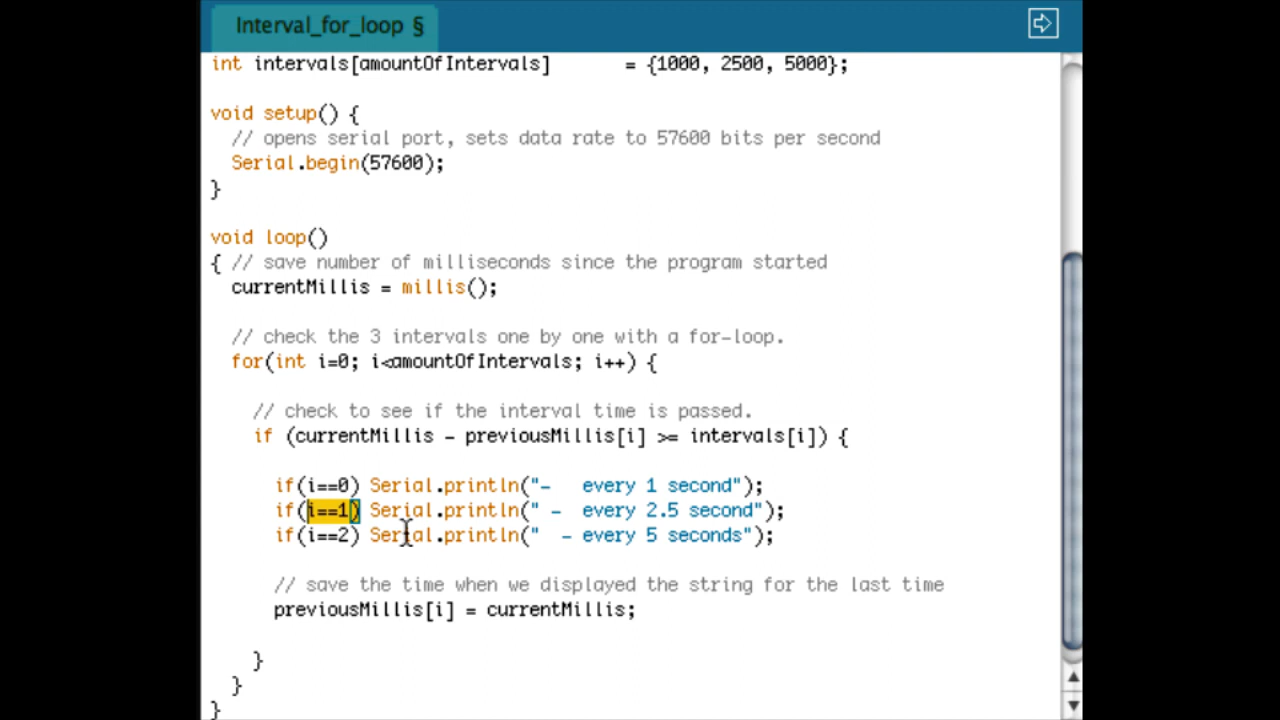 Interval_for_loop §
int intervals[amountOfIntervals]       = {1000, 2500, 5000};
void setup() {
  // opens serial port, sets data rate to 57600 bits per second
  Serial.begin(57600);
}
void loop()
{ // save number of milliseconds since the program started
  currentMillis = millis();
  // check the 3 intervals one by one with a for-loop.
  for(int i=0; i<amountOfIntervals; i++) {
    // check to see if the interval time is passed.
    if (currentMillis - previousMillis[i] >= intervals[i]) {
      if(i==0) Serial.println("-   every 1 second");
      if(i==1) Serial.println(" -  every 2.5 second");
      if(i==2) Serial.println("  - every 5 seconds");
      // save the time when we displayed the string for the last time
      previousMillis[i] = currentMillis;
    }
  }
}